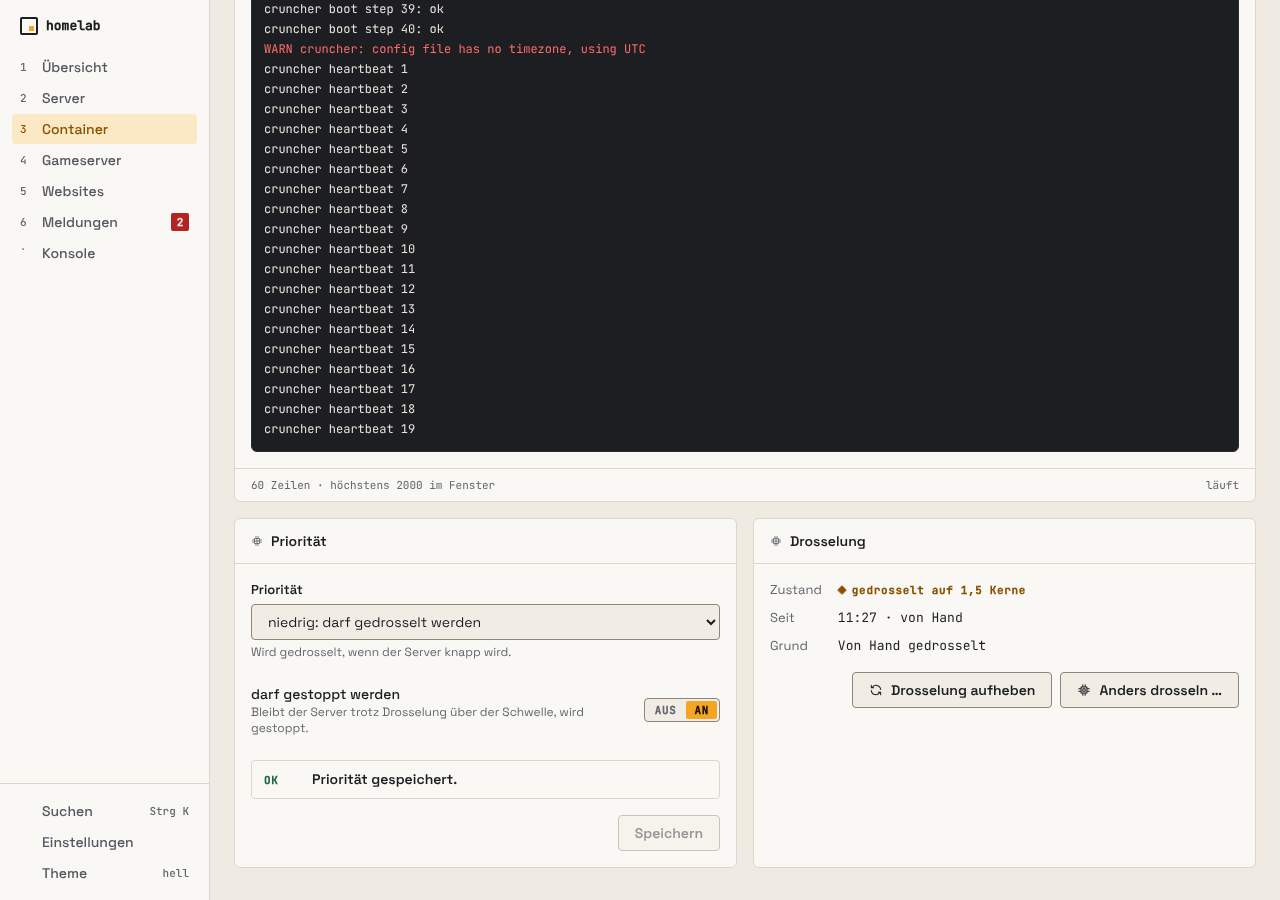 homelab
1 Übersicht
2 Server
3 Container
4 Gameserver
5 Websites
6 Meldungen 2
` Konsole
Suchen Strg K
Einstellungen
Theme hell
cruncher boot step 39: ok
cruncher boot step 40: ok
WARN cruncher: config file has no timezone, using UTC
cruncher heartbeat 1
cruncher heartbeat 2
cruncher heartbeat 3
cruncher heartbeat 4
cruncher heartbeat 5
cruncher heartbeat 6
cruncher heartbeat 7
cruncher heartbeat 8
cruncher heartbeat 9
cruncher heartbeat 10
cruncher heartbeat 11
cruncher heartbeat 12
cruncher heartbeat 13
cruncher heartbeat 14
cruncher heartbeat 15
cruncher heartbeat 16
cruncher heartbeat 17
cruncher heartbeat 18
cruncher heartbeat 19
60 Zeilen · höchstens 2000 im Fenster läuft
Priorität
Priorität
niedrig: darf gedrosselt werden
Wird gedrosselt, wenn der Server knapp wird.
darf gestoppt werden
Bleibt der Server trotz Drosselung über der Schwelle, wird
gestoppt.
AUS AN
OK Priorität gespeichert.
Speichern
Drosselung
Zustand ◆ gedrosselt auf 1,5 Kerne
Seit 11:27 · von Hand
Grund Von Hand gedrosselt
Drosselung aufheben Anders drosseln …